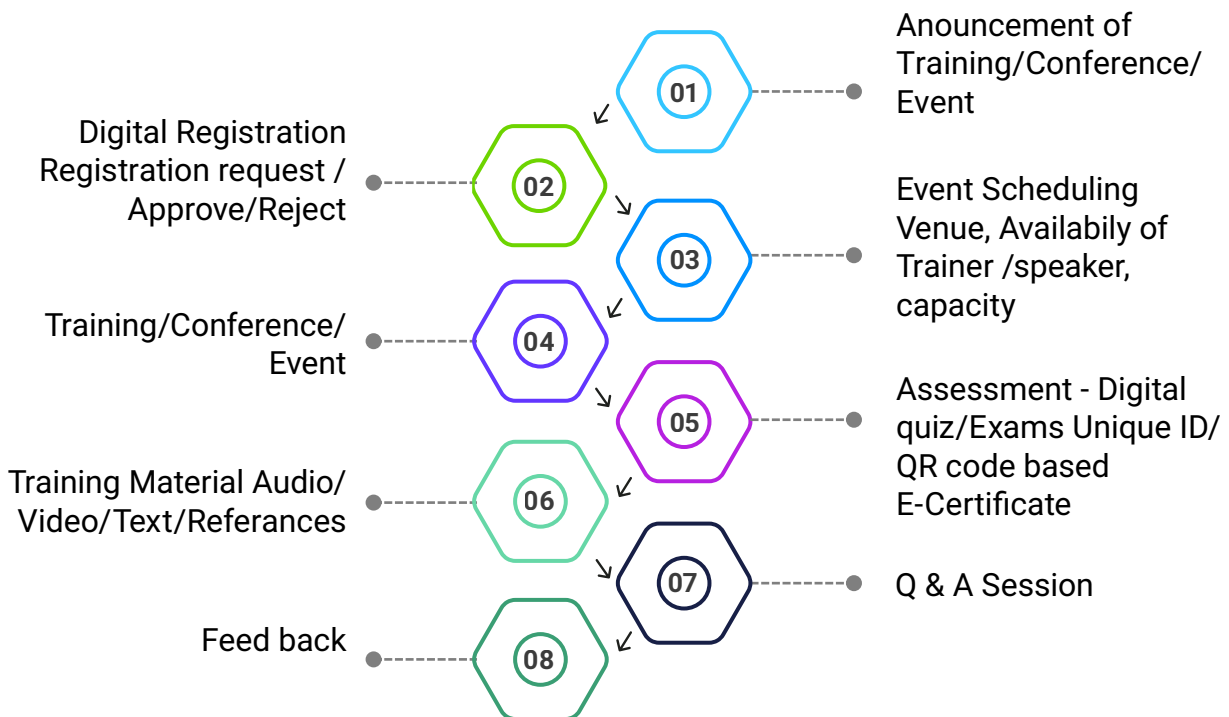 01
Anouncement of
Training/Conference/
Event
02
Digital Registration
Registration request /
Approve/Reject
03
Event Scheduling
Venue, Availabily of
Trainer /speaker,
capacity
04
Training/Conference/
Event
05
Assessment - Digital
quiz/Exams Unique ID/
QR code based
E-Certificate
06
Training Material Audio/
Video/Text/Referances
07
Q & A Session
08
Feed back